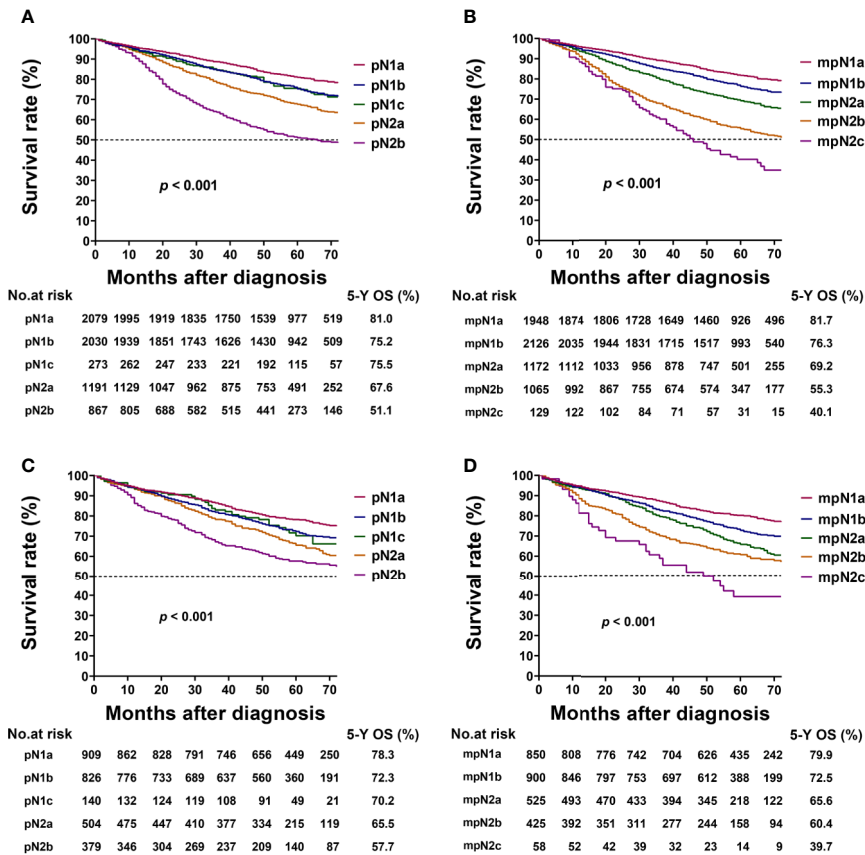 A
Survival rate (%)
100
90
80
70
60
50
40
30
20
10
0
0 10 20 30 40 50 60 70
Months after diagnosis
p < 0.001
pN1a
pN1b
pN1c
pN2a
pN2b
No.at risk 5-Y OS (%)
pN1a 2079 1995 1919 1835 1750 1539 977 519 81.0
pN1b 2030 1939 1851 1743 1626 1430 942 509 75.2
pN1c 273 262 247 233 221 192 115 57 75.5
pN2a 1191 1129 1047 962 875 753 491 252 67.6
pN2b 867 805 688 582 515 441 273 146 51.1
B
Survival rate (%)
100
90
80
70
60
50
40
30
20
10
0
0 10 20 30 40 50 60 70
Months after diagnosis
p < 0.001
mpN1a
mpN1b
mpN2a
mpN2b
mpN2c
No.at risk 5-Y OS (%)
mpN1a 1948 1874 1806 1728 1649 1460 926 496 81.7
mpN1b 2126 2035 1944 1831 1715 1517 993 540 76.3
mpN2a 1172 1112 1033 956 878 747 501 255 69.2
mpN2b 1065 992 867 755 674 574 347 177 55.3
mpN2c 129 122 102 84 71 57 31 15 40.1
C
Survival rate (%)
100
90
80
70
60
50
40
30
20
10
0
0 10 20 30 40 50 60 70
Months after diagnosis
p < 0.001
pN1a
pN1b
pN1c
pN2a
pN2b
No.at risk 5-Y OS (%)
pN1a 909 862 828 791 746 656 449 250 78.3
pN1b 826 776 733 689 637 560 360 191 72.3
pN1c 140 132 124 119 108 91 49 21 70.2
pN2a 504 475 447 410 377 334 215 119 65.5
pN2b 379 346 304 269 237 209 140 87 57.7
D
Survival rate (%)
100
90
80
70
60
50
40
30
20
10
0
0 10 20 30 40 50 60 70
Months after diagnosis
p < 0.001
mpN1a
mpN1b
mpN2a
mpN2b
mpN2c
No.at risk 5-Y OS (%)
mpN1a 850 808 776 742 704 626 435 242 79.9
mpN1b 900 846 797 753 697 612 388 199 72.5
mpN2a 525 493 470 433 394 345 218 122 65.6
mpN2b 425 392 351 311 277 244 158 94 60.4
mpN2c 58 52 42 39 32 23 14 9 39.7